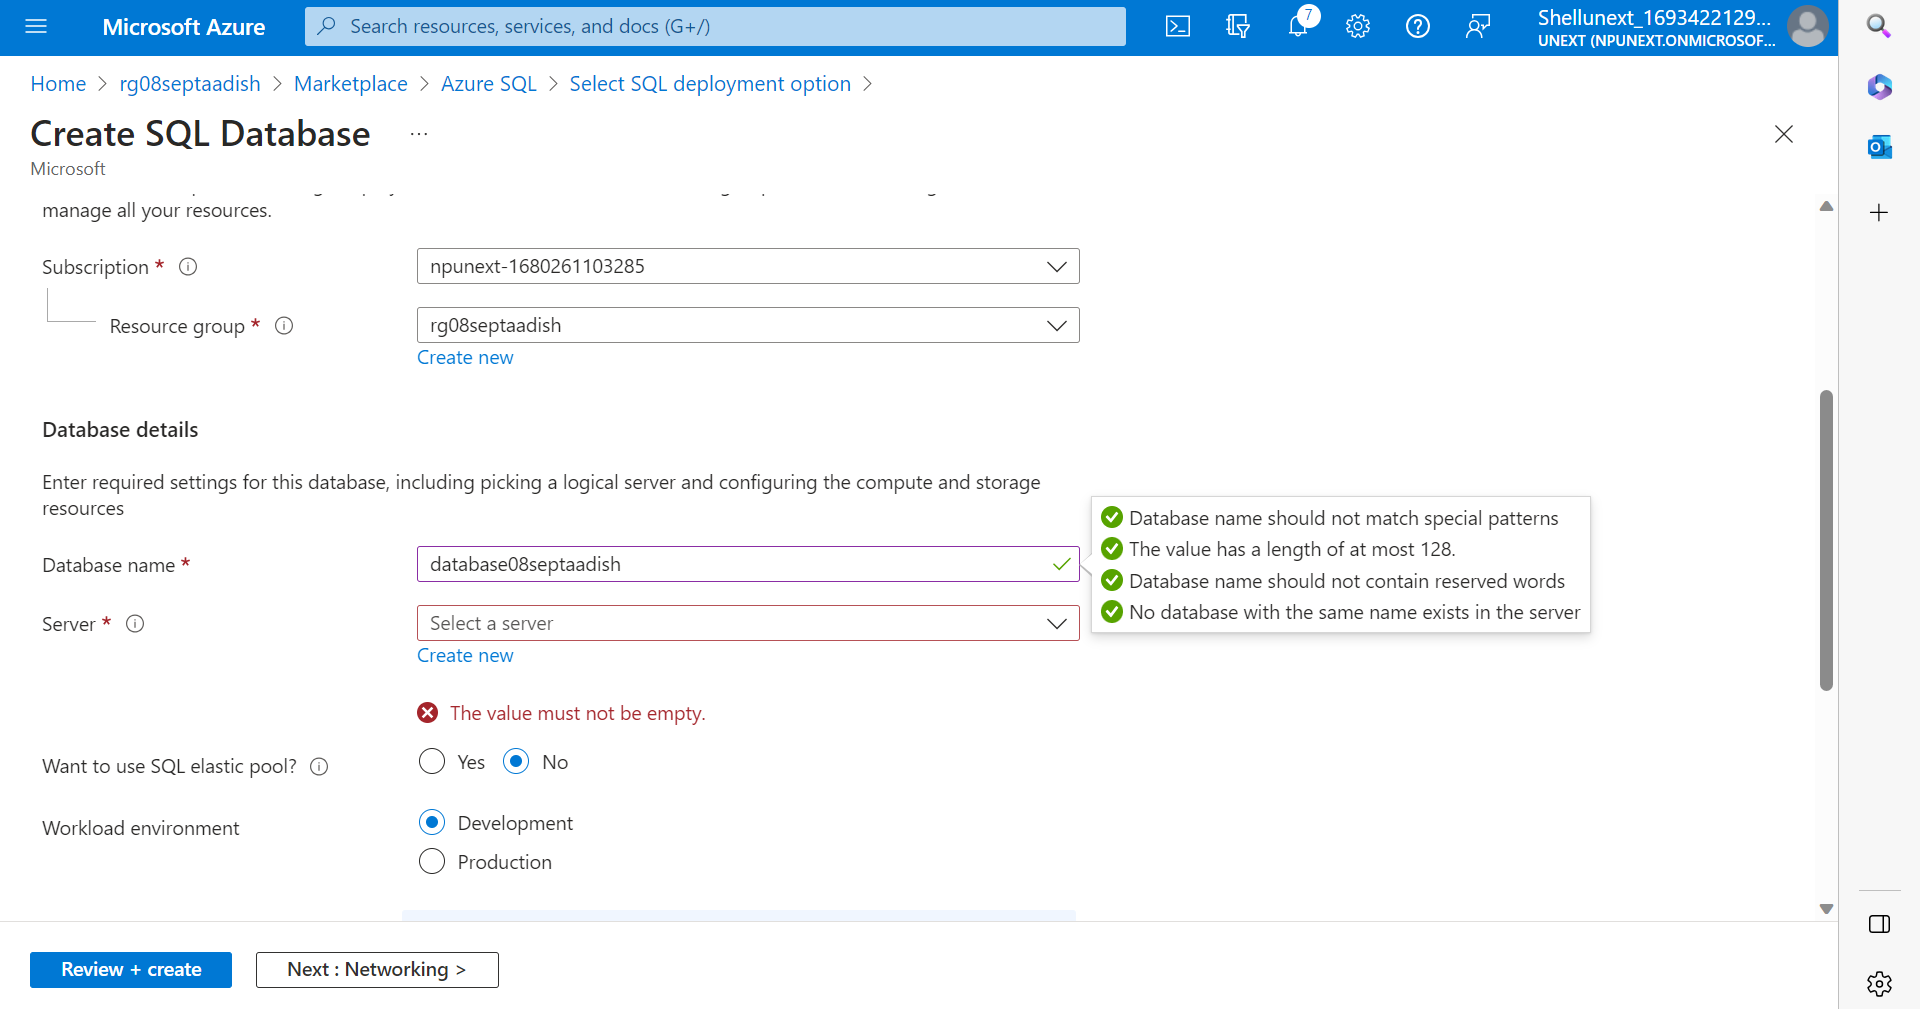 Microsoft Azure
Search resources, services, and docs (G+/)
7
Shellunext_1693422129...
UNEXT (NPUNEXT.ONMICROSOF...
Home > rg08septaadish > Marketplace > Azure SQL > Select SQL deployment option >
Create SQL Database ...
Microsoft
manage all your resources.
Subscription *
npunext-1680261103285
Resource group *
rg08septaadish
Create new
Database details
Enter required settings for this database, including picking a logical server and configuring the compute and storage
resources
Database name *
database08septaadish
Database name should not match special patterns
The value has a length of at most 128.
Database name should not contain reserved words
No database with the same name exists in the server
Server *
Select a server
Create new
The value must not be empty.
Want to use SQL elastic pool?
Yes No
Workload environment
Development
Production
Review + create
Next : Networking >